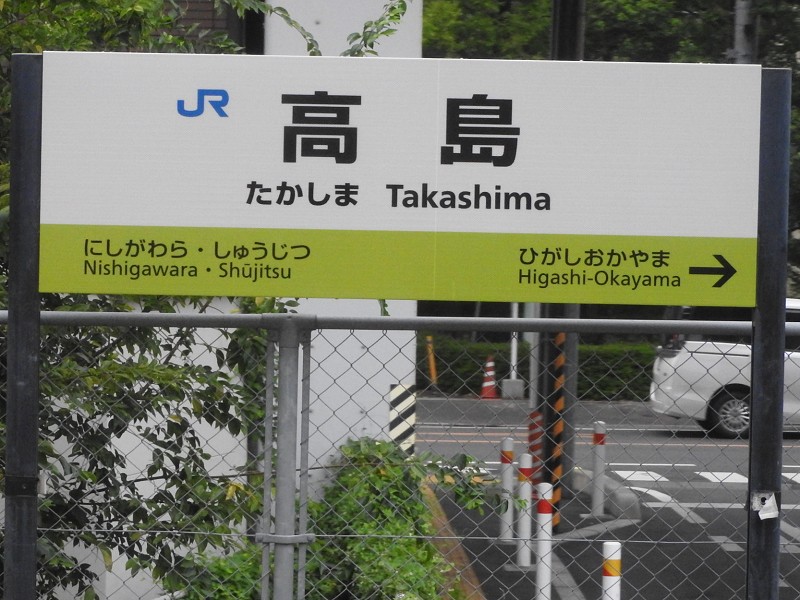 JR 高島
たかしま Takashima
にしがわら・しゅうじつ
Nishigawara・Shūjitsu
ひがしおかやま
Higashi-Okayama →